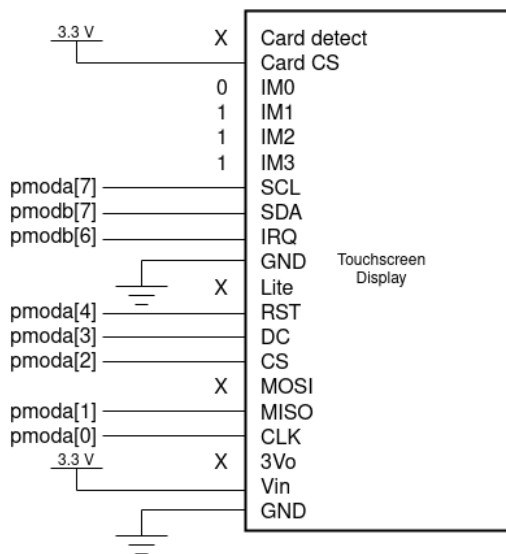 3.3 V
X Card detect
Card CS
0 IM0
1 IM1
1 IM2
1 IM3
pmoda[7] SCL
pmodb[7] SDA
pmodb[6] IRQ
GND
Touchscreen
Display
X Lite
pmoda[4] RST
pmoda[3] DC
pmoda[2] CS
X MOSI
pmoda[1] MISO
pmoda[0] CLK
3.3 V X 3Vo
Vin
GND